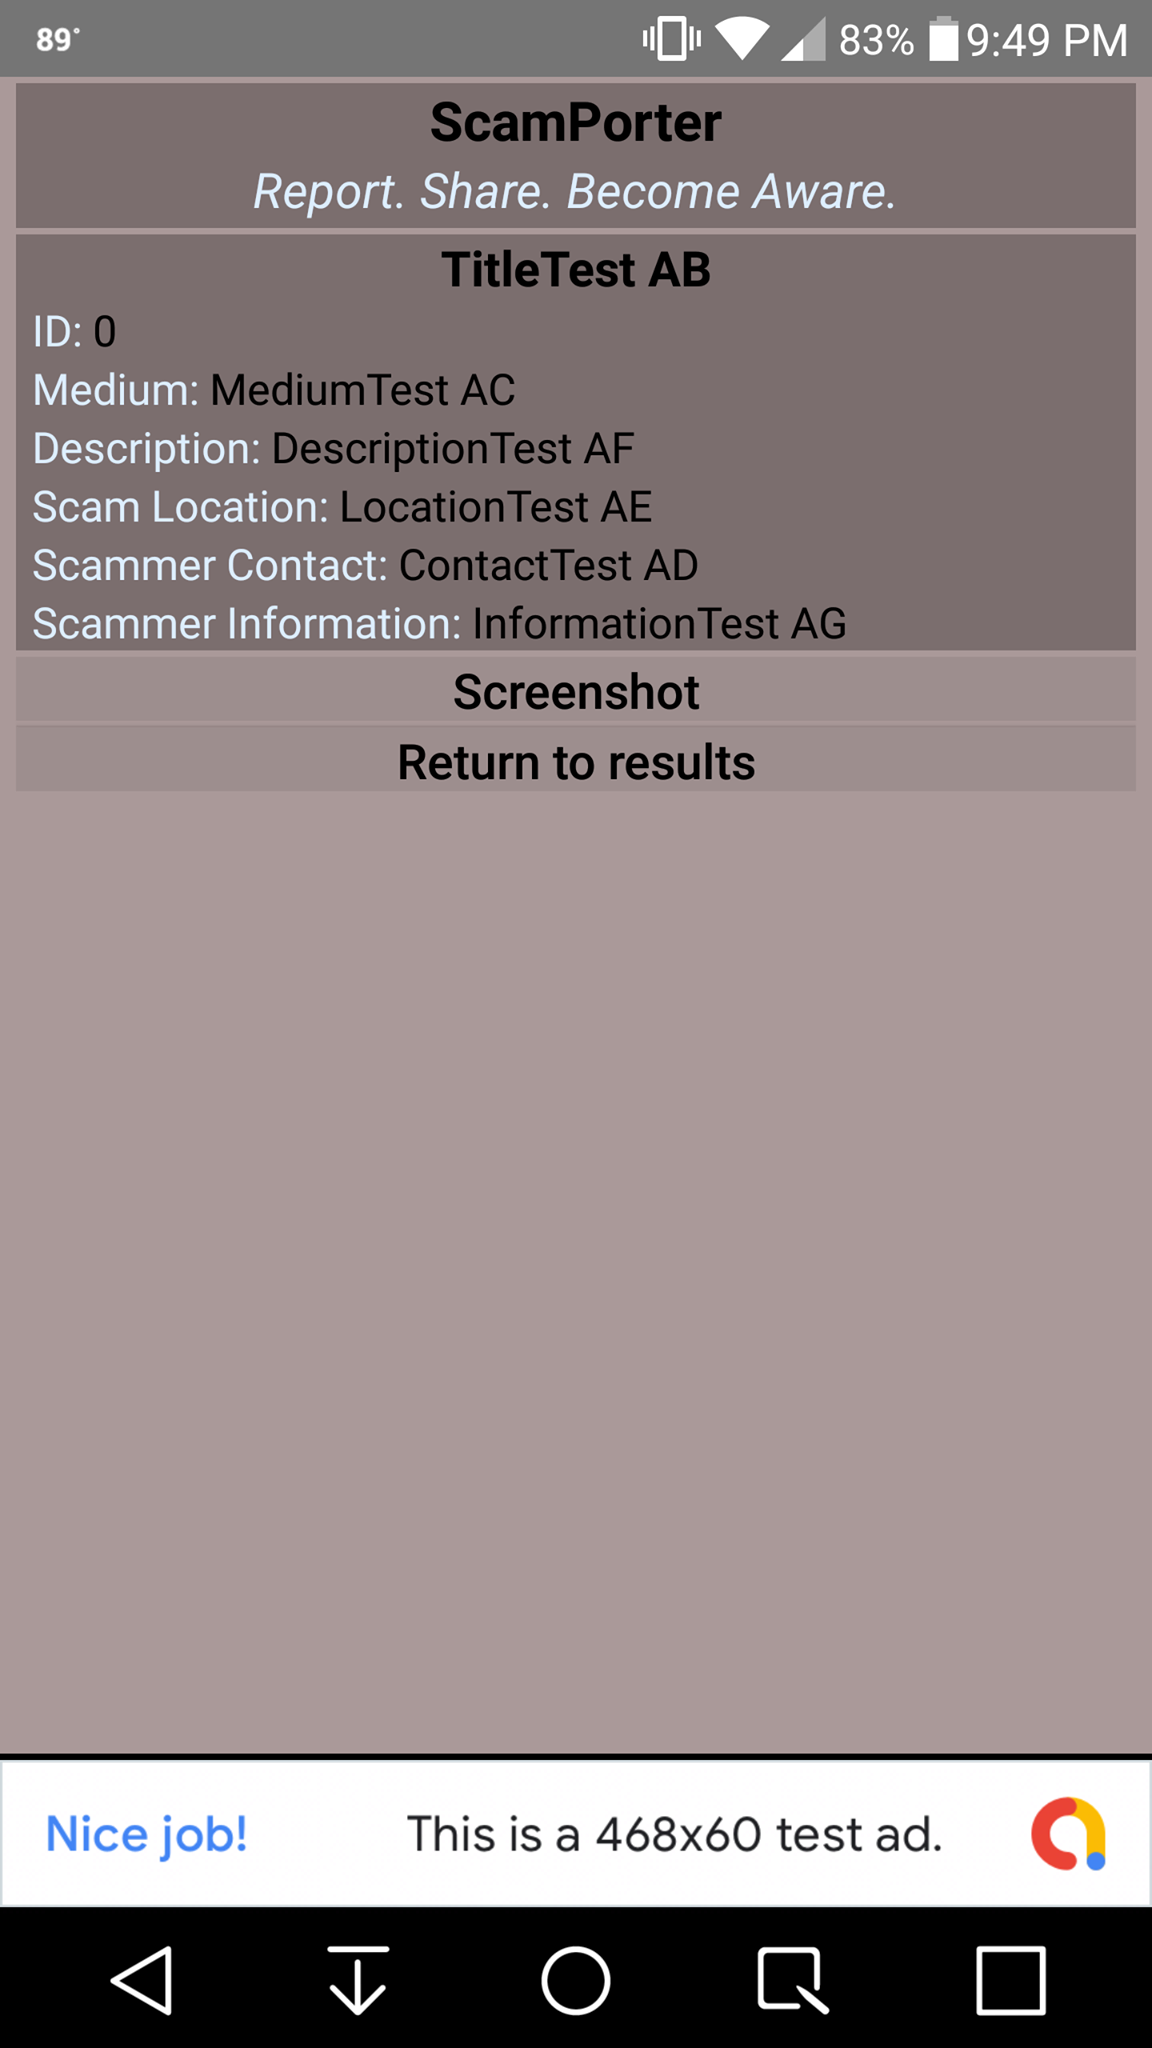 89°
83% 9:49 PM
ScamPorter
Report. Share. Become Aware.
TitleTest AB
ID: 0
Medium: MediumTest AC
Description: DescriptionTest AF
Scam Location: LocationTest AE
Scammer Contact: ContactTest AD
Scammer Information: InformationTest AG
Screenshot
Return to results
Nice job! This is a 468x60 test ad.